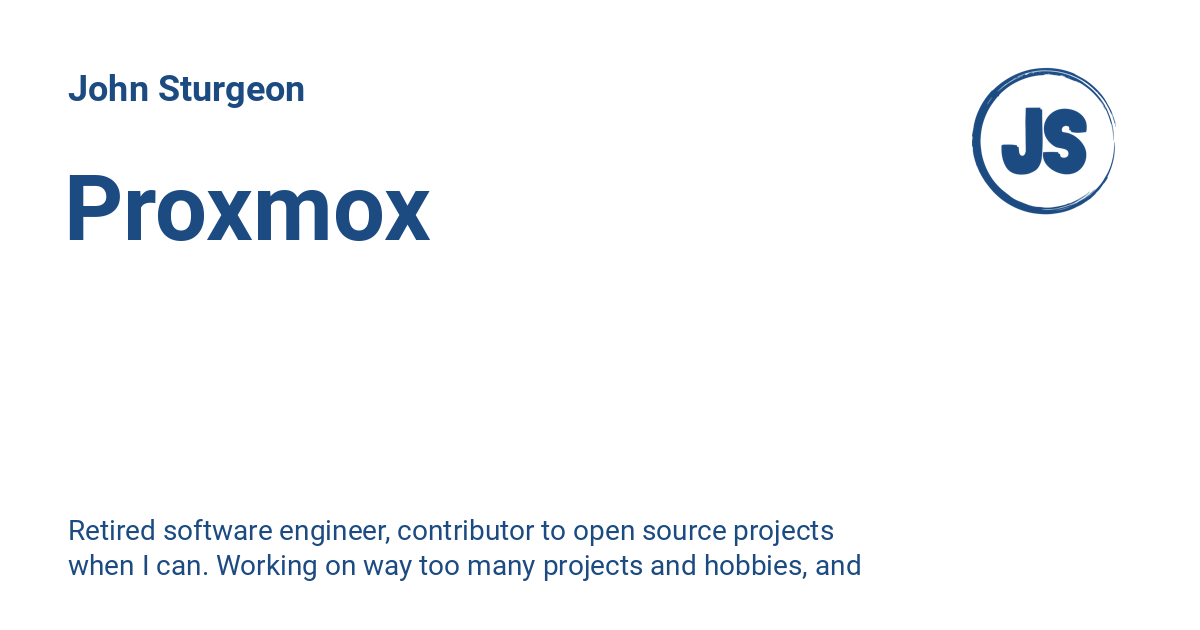 John Sturgeon
JS
Proxmox
Retired software engineer, contributor to open source projects
when I can. Working on way too many projects and hobbies, and